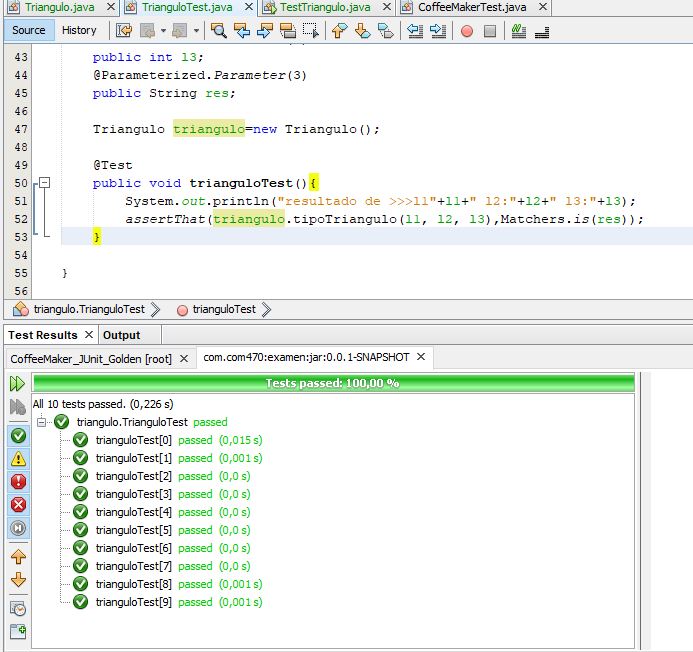 Triangulo.java TrianguloTest.java TestTriangulo.java CoffeeMakerTest.java
Source History
43 public int l3;
44 @Parameterized.Parameter(3)
45 public String res;
46
47 Triangulo triangulo=new Triangulo();
48
49 @Test
50 public void trianguloTest(){
51 System.out.println("resultado de >>>l1"+l1+" l2:"+l2+" l3:"+l3);
52 assertThat(triangulo.tipoTriangulo(l1, l2, l3),Matchers.is(res));
53 }
54
55 }
56
triangulo.TrianguloTest trianguloTest
Test Results Output
CoffeeMaker_JUnit_Golden [root] com.com470:examen:jar:0.0.1-SNAPSHOT
Tests passed: 100,00 %
All 10 tests passed. (0,226 s)
triangulo.TrianguloTest passed
trianguloTest[0] passed (0,015 s)
trianguloTest[1] passed (0,001 s)
trianguloTest[2] passed (0,0 s)
trianguloTest[3] passed (0,0 s)
trianguloTest[4] passed (0,0 s)
trianguloTest[5] passed (0,0 s)
trianguloTest[6] passed (0,0 s)
trianguloTest[7] passed (0,0 s)
trianguloTest[8] passed (0,001 s)
trianguloTest[9] passed (0,001 s)